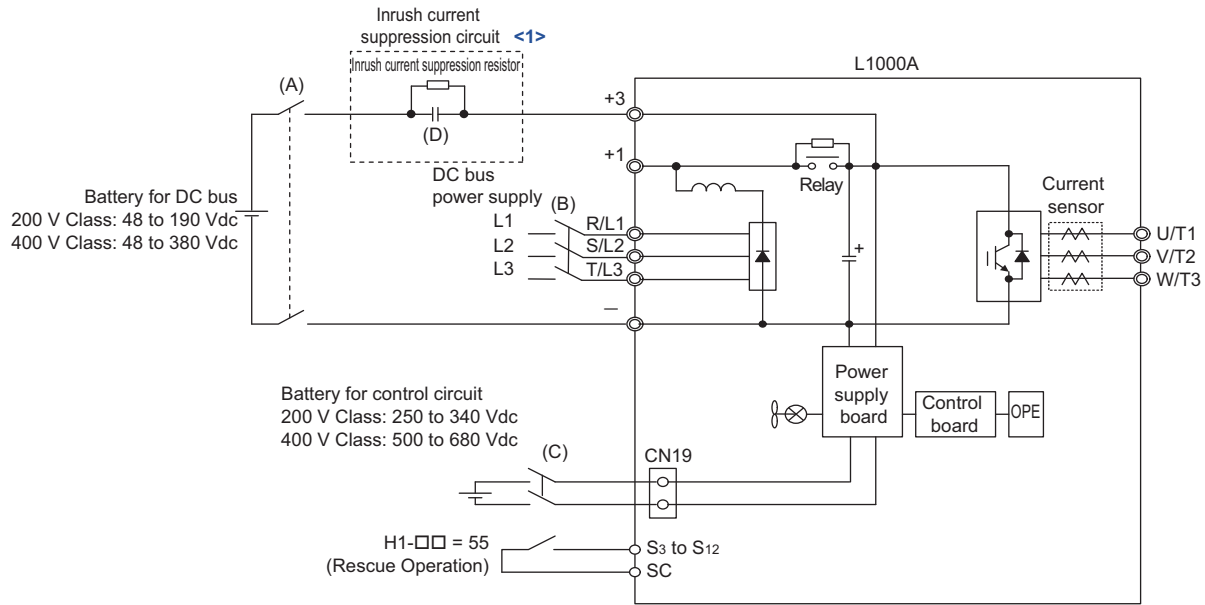 Inrush current
suppression circuit <1>
Inrush current suppression resistor
L1000A
(A)
+3
(D)
+1
DC bus
power supply
Relay
Current
sensor
Battery for DC bus
200 V Class: 48 to 190 Vdc
400 V Class: 48 to 380 Vdc
(B)
L1
R/L1
U/T1
L2
S/L2
V/T2
L3
T/L3
W/T3
+
–
Power
supply
board
Control
board
OPE
Battery for control circuit
200 V Class: 250 to 340 Vdc
400 V Class: 500 to 680 Vdc
(C)
CN19
H1-□□ = 55
(Rescue Operation)
S3 to S12
SC